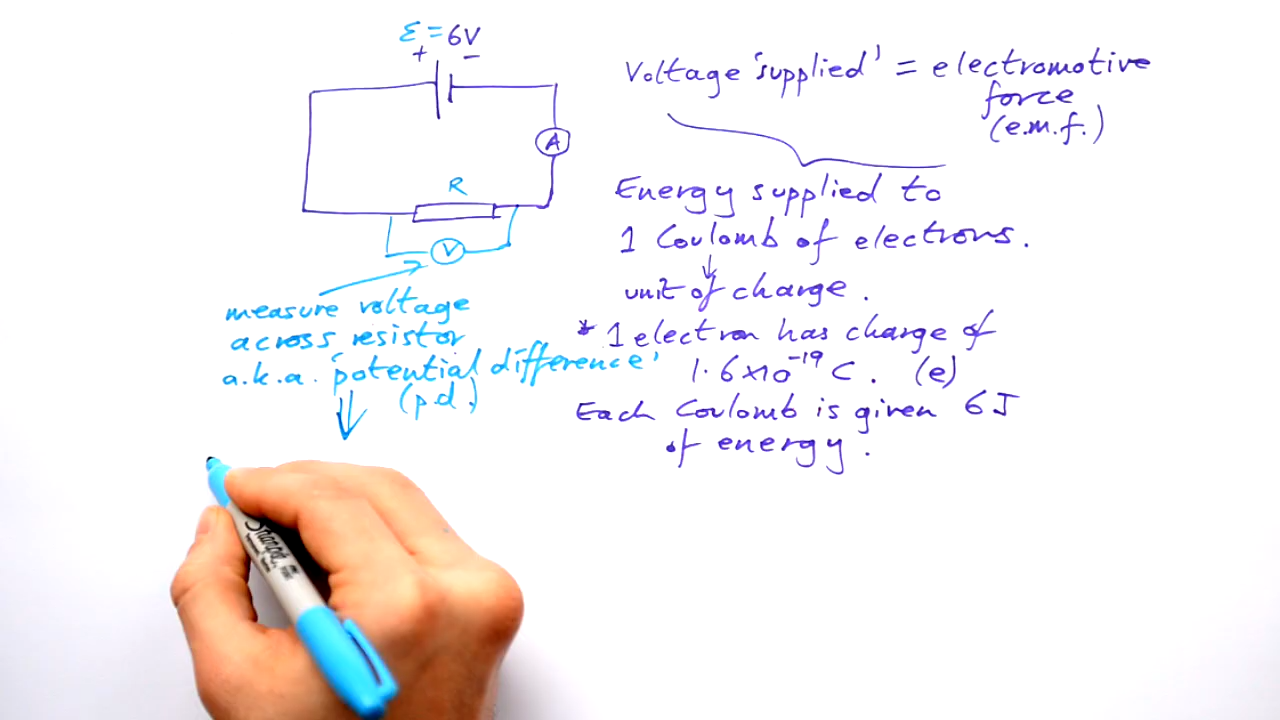 Ɛ = 6V
+ −
A
R
V
measure voltage
across resistor
a.k.a. 'potential difference'
(p.d.)
Voltage 'supplied' = electromotive
force
(e.m.f.)
Energy supplied to
1 Coulomb of electrons.
unit of charge.
* 1 electron has charge of
1.6×10⁻¹⁹ C. (e)
Each Coulomb is given 6J
of energy.
Sharpie